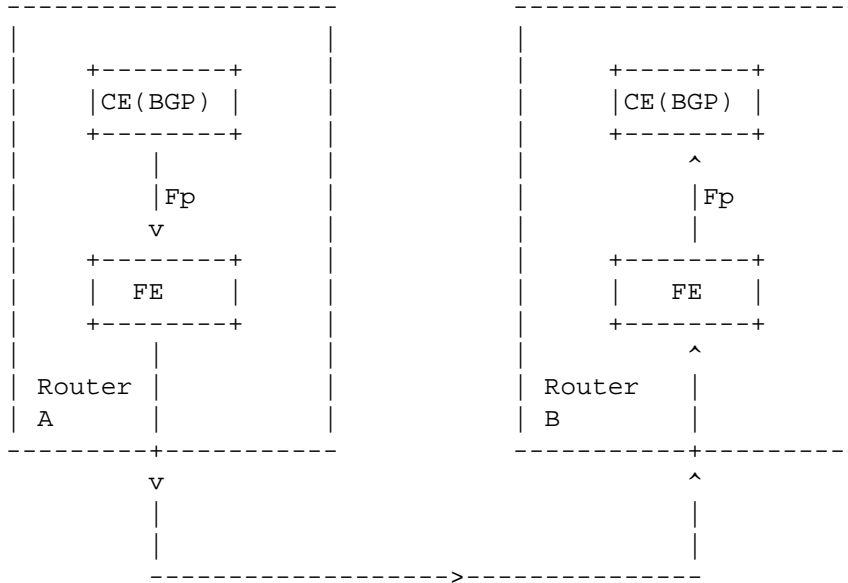 CE(BGP) CE(BGP)
Fp Fp
v
FE FE
Router Router
A B
v